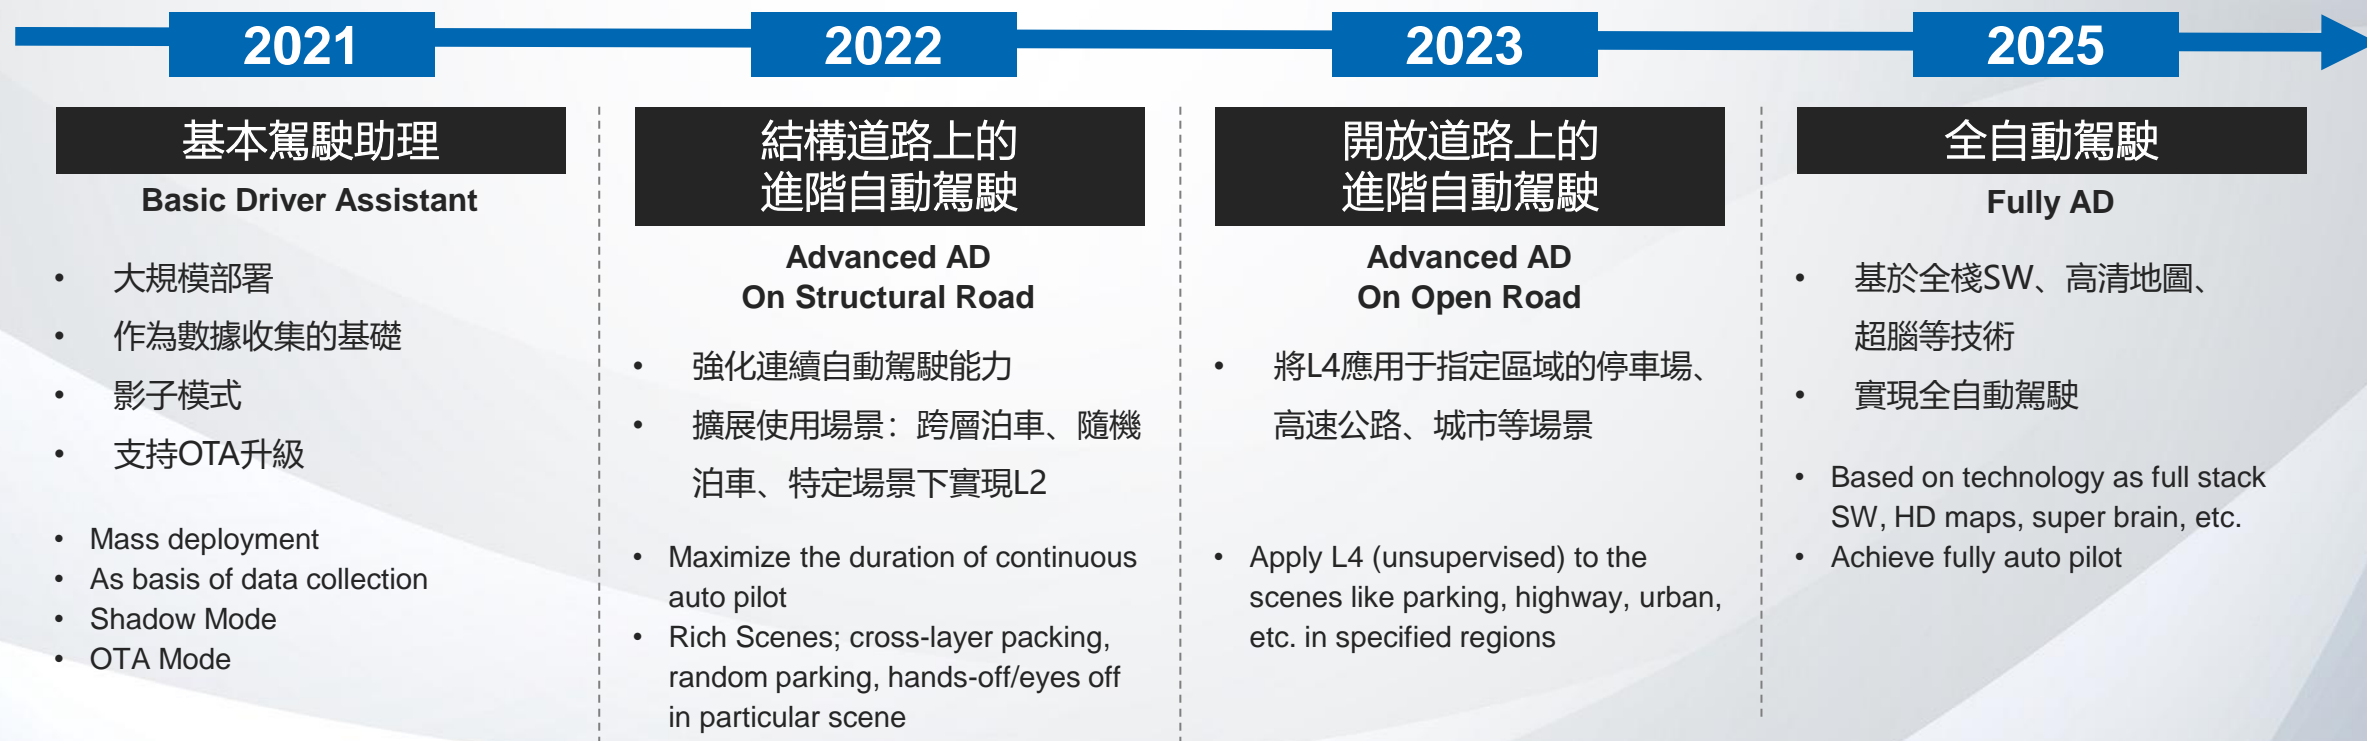 2021
2022
2023
2025
基本駕駛助理
Basic Driver Assistant
• 大規模部署
• 作為數據收集的基礎
• 影子模式
• 支持OTA升級
• Mass deployment
• As basis of data collection
• Shadow Mode
• OTA Mode
結構道路上的
進階自動駕駛
Advanced AD
On Structural Road
• 強化連續自動駕駛能力
• 擴展使用場景：跨層泊車、隨機
泊車、特定場景下實現L2
• Maximize the duration of continuous
auto pilot
• Rich Scenes; cross-layer packing,
random parking, hands-off/eyes off
in particular scene
開放道路上的
進階自動駕駛
Advanced AD
On Open Road
• 將L4應用于指定區域的停車場、
高速公路、城市等場景
• Apply L4 (unsupervised) to the
scenes like parking, highway, urban,
etc. in specified regions
全自動駕駛
Fully AD
• 基於全棧SW、高清地圖、
超腦等技術
• 實現全自動駕駛
• Based on technology as full stack
SW, HD maps, super brain, etc.
• Achieve fully auto pilot